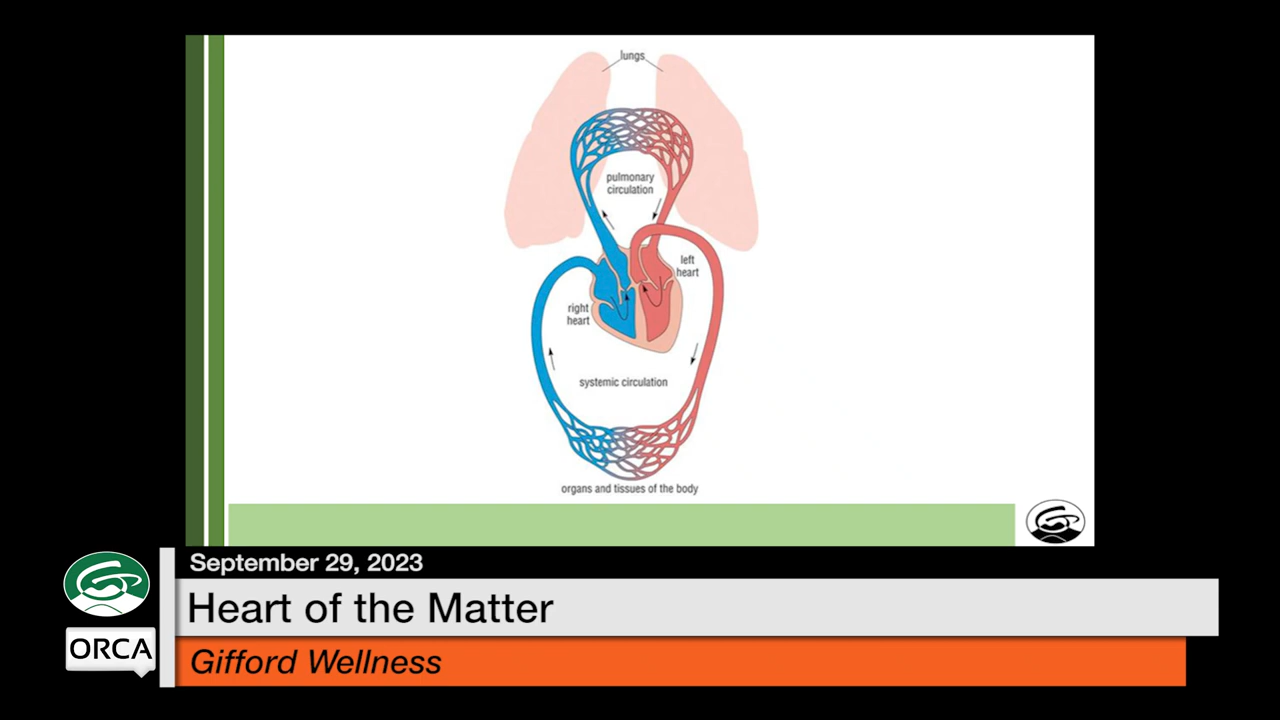 lungs
pulmonary
circulation
left
heart
right
heart
systemic circulation
organs and tissues of the body
September 29, 2023
Heart of the Matter
ORCA
Gifford Wellness